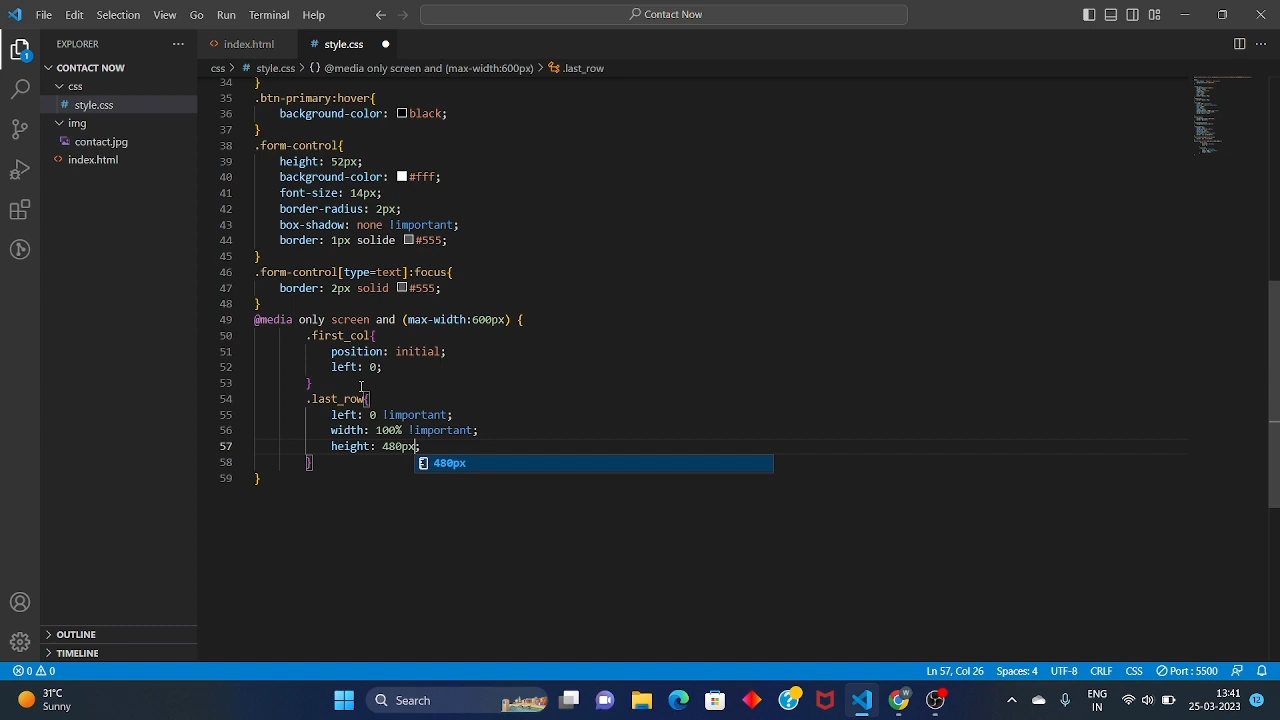 File Edit Selection View Go Run Terminal Help
Contact Now
EXPLORER
index.html
# style.css
CONTACT NOW
css > # style.css > {} @media only screen and (max-width:600px) > .last_row
css
# style.css
img
contact.jpg
index.html
34 }
35 .btn-primary:hover{
36 background-color: black;
37 }
38 .form-control{
39 height: 52px;
40 background-color: #fff;
41 font-size: 14px;
42 border-radius: 2px;
43 box-shadow: none !important;
44 border: 1px solide #555;
45 }
46 .form-control[type=text]:focus{
47 border: 2px solid #555;
48 }
49 @media only screen and (max-width:600px) {
50 .first_col{
51 position: initial;
52 left: 0;
53 }
54 .last_row{
55 left: 0 !important;
56 width: 100% !important;
57 height: 480px;
480px
58 }
59 }
OUTLINE
TIMELINE
0 0
Ln 57, Col 26 Spaces: 4 UTF-8 CRLF CSS Port : 5500
31°C
Sunny
Search
ENG
IN
13:41
25-03-2023